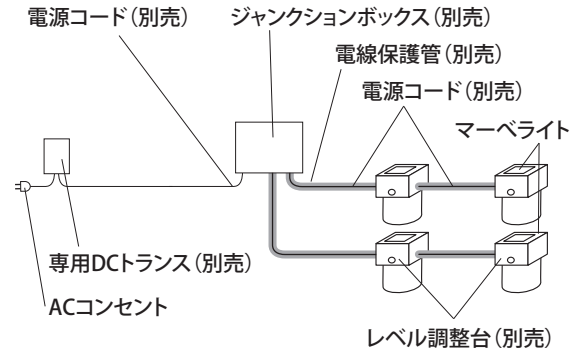 電源コード(別売)
ジャンクションボックス(別売)
電線保護管(別売)
電源コード(別売)
マーベライト
専用DCトランス(別売)
ACコンセント
レベル調整台(別売)